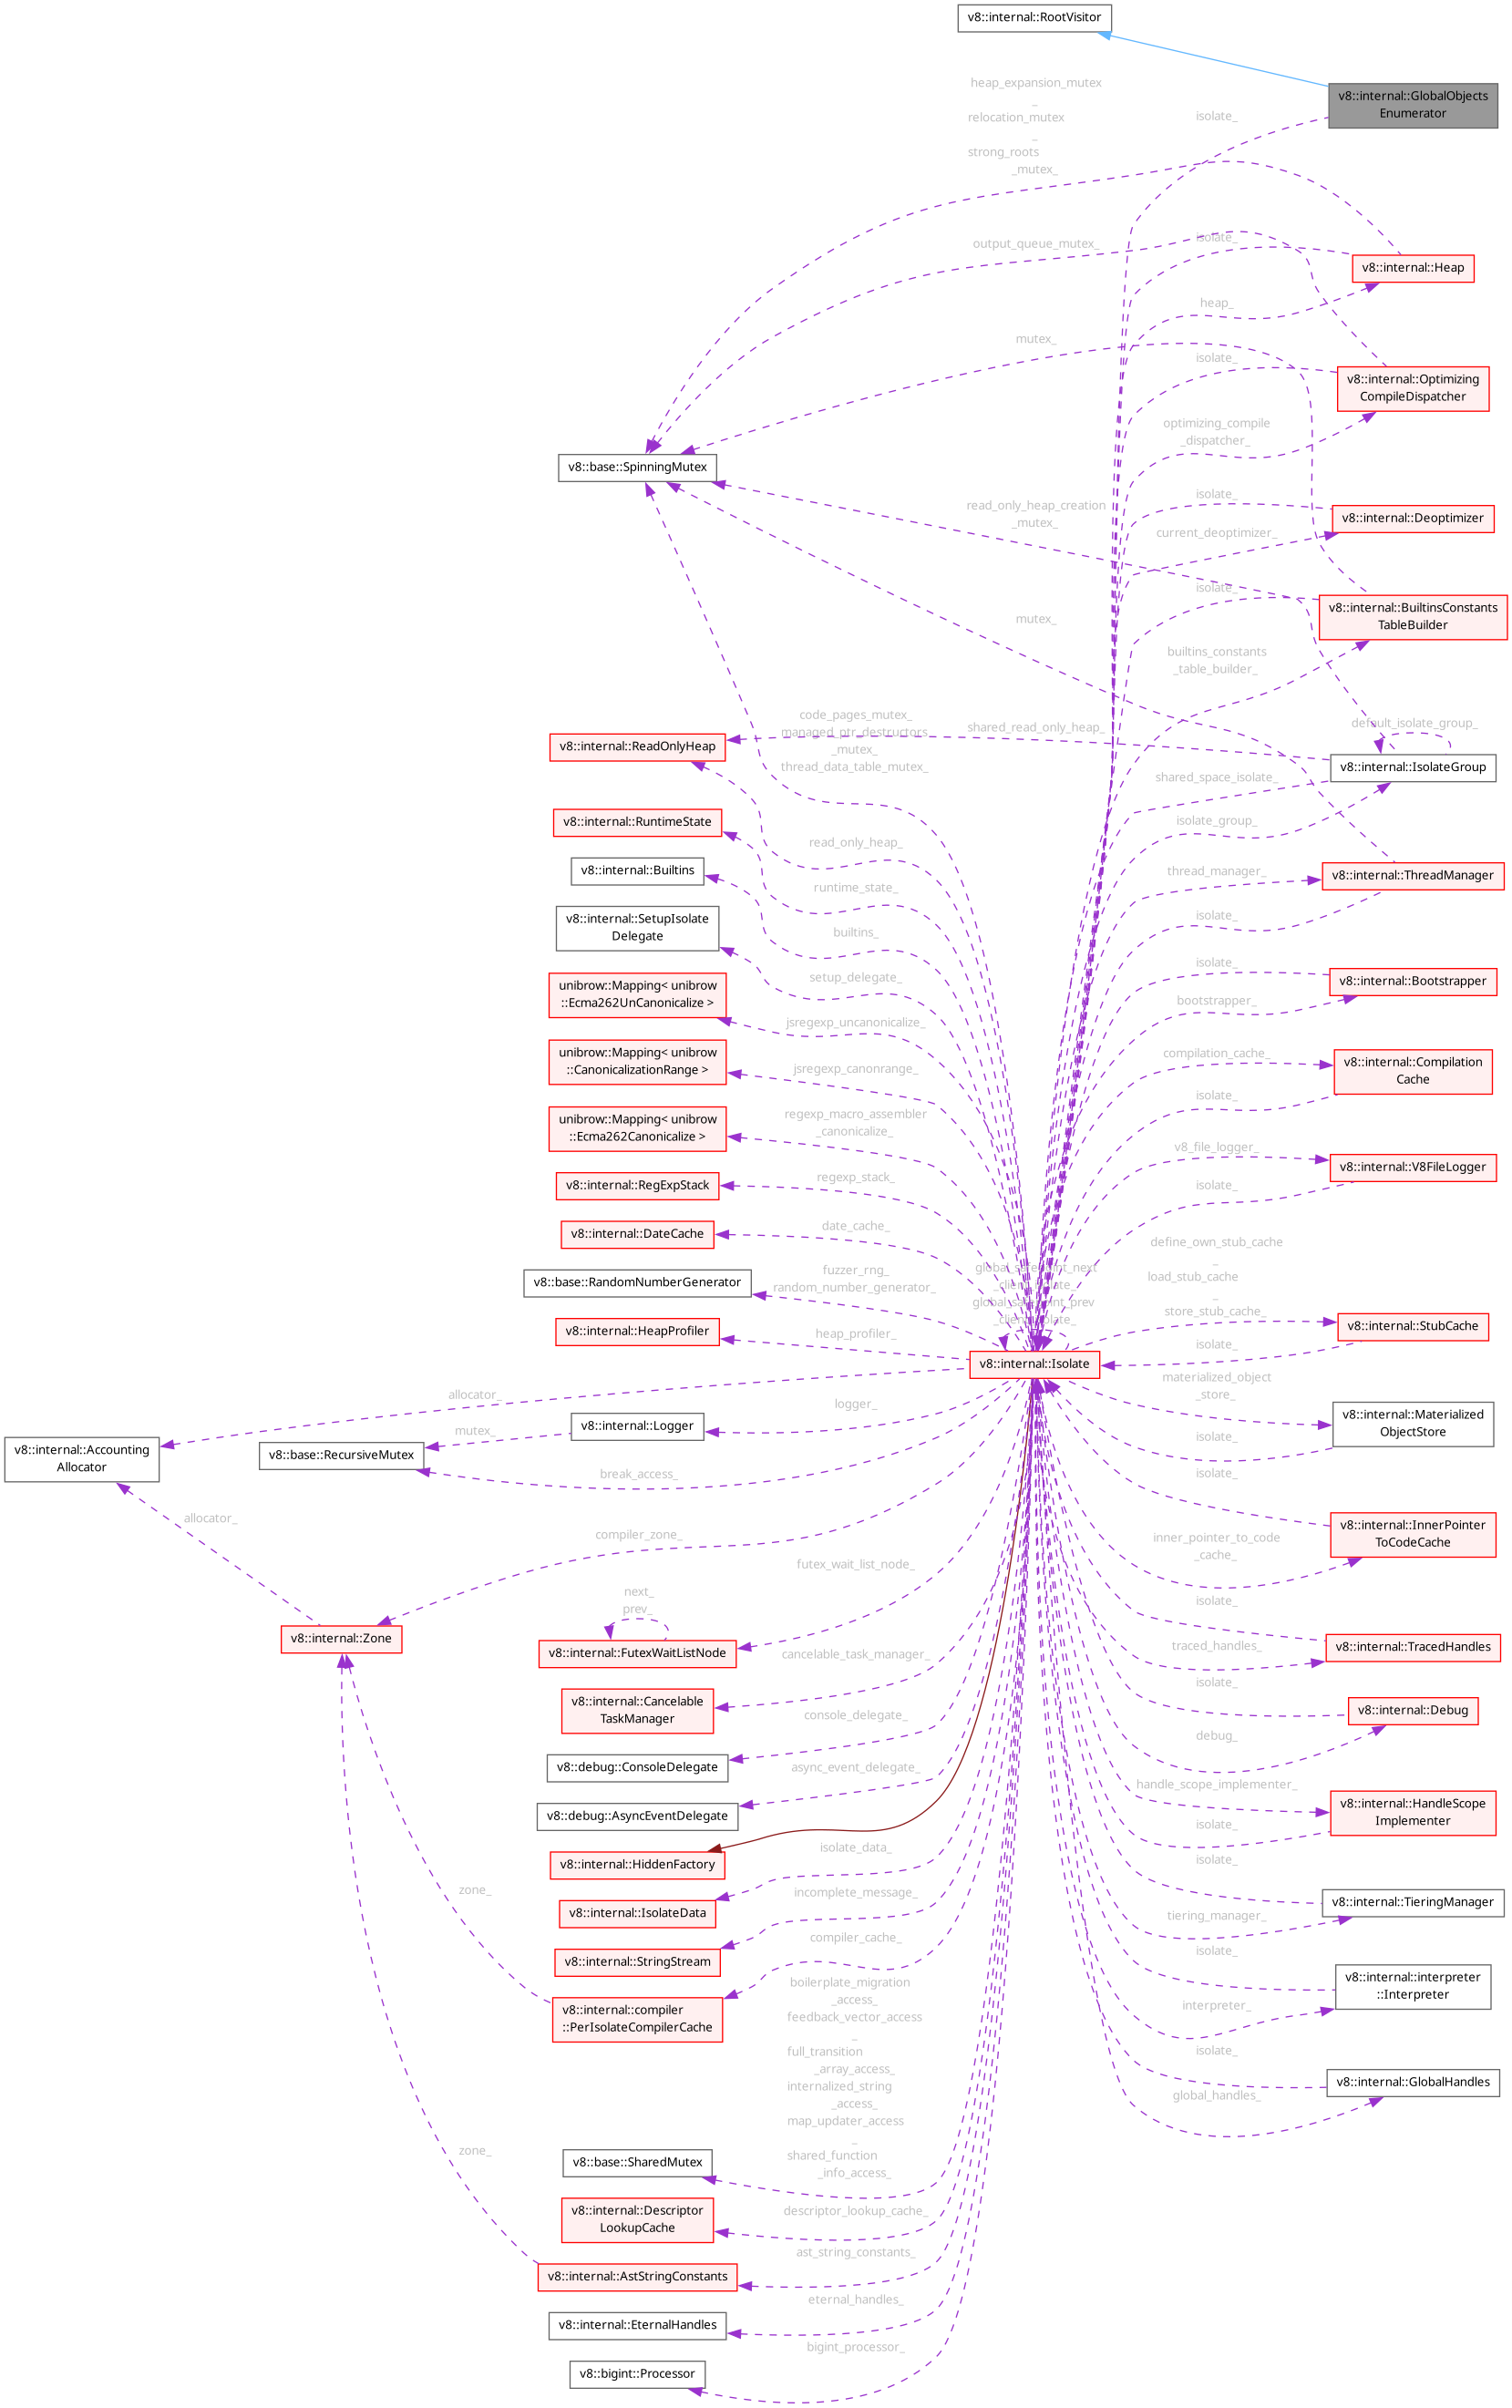 v8::internal::RootVisitor
v8::internal::GlobalObjects
Enumerator
heap_expansion_mutex
_
relocation_mutex
_
strong_roots
_mutex_
isolate_
output_queue_mutex_
isolate_
v8::internal::Heap
heap_
mutex_
isolate_
v8::internal::Optimizing
CompileDispatcher
optimizing_compile
_dispatcher_
v8::base::SpinningMutex
read_only_heap_creation
_mutex_
isolate_
v8::internal::Deoptimizer
current_deoptimizer_
isolate_
v8::internal::BuiltinsConstants
TableBuilder
mutex_
builtins_constants
_table_builder_
code_pages_mutex_
managed_ptr_destructors
_mutex_
thread_data_table_mutex_
shared_read_only_heap_
default_isolate_group_
v8::internal::ReadOnlyHeap
v8::internal::IsolateGroup
shared_space_isolate_
isolate_group_
v8::internal::RuntimeState
read_only_heap_
v8::internal::Builtins
thread_manager_
v8::internal::ThreadManager
runtime_state_
isolate_
v8::internal::SetupIsolate
Delegate
builtins_
setup_delegate_
isolate_
v8::internal::Bootstrapper
bootstrapper_
unibrow::Mapping< unibrow
::Ecma262UnCanonicalize >
jsregexp_uncanonicalize_
unibrow::Mapping< unibrow
::CanonicalizationRange >
jsregexp_canonrange_
compilation_cache_
v8::internal::Compilation
Cache
isolate_
unibrow::Mapping< unibrow
::Ecma262Canonicalize >
regexp_macro_assembler
_canonicalize_
v8_file_logger_
v8::internal::V8FileLogger
isolate_
v8::internal::RegExpStack
regexp_stack_
v8::internal::DateCache
date_cache_
define_own_stub_cache
_
load_stub_cache
_
store_stub_cache_
v8::base::RandomNumberGenerator
fuzzer_rng_
random_number_generator_
global_safepoint_next
_client_isolate_
global_safepoint_prev
_client_isolate_
v8::internal::StubCache
isolate_
v8::internal::HeapProfiler
heap_profiler_
v8::internal::Isolate
allocator_
logger_
materialized_object
_store_
v8::internal::Materialized
ObjectStore
isolate_
v8::internal::Accounting
Allocator
v8::base::RecursiveMutex
mutex_
v8::internal::Logger
break_access_
isolate_
allocator_
compiler_zone_
v8::internal::InnerPointer
ToCodeCache
inner_pointer_to_code
_cache_
futex_wait_list_node_
next_
prev_
isolate_
v8::internal::Zone
v8::internal::FutexWaitListNode
traced_handles_
v8::internal::TracedHandles
cancelable_task_manager_
isolate_
v8::internal::Cancelable
TaskManager
v8::internal::Debug
debug_
console_delegate_
v8::debug::ConsoleDelegate
async_event_delegate_
handle_scope_implementer_
v8::internal::HandleScope
Implementer
v8::debug::AsyncEventDelegate
isolate_
v8::internal::HiddenFactory
isolate_data_
isolate_
v8::internal::IsolateData
zone_
incomplete_message_
tiering_manager_
v8::internal::TieringManager
v8::internal::StringStream
compiler_cache_
isolate_
v8::internal::interpreter
::Interpreter
interpreter_
v8::internal::compiler
::PerIsolateCompilerCache
boilerplate_migration
_access_
feedback_vector_access
_
full_transition
_array_access_
internalized_string
_access_
map_updater_access
_
shared_function
_info_access_
isolate_
v8::internal::GlobalHandles
global_handles_
zone_
v8::base::SharedMutex
v8::internal::Descriptor
LookupCache
descriptor_lookup_cache_
ast_string_constants_
v8::internal::AstStringConstants
eternal_handles_
v8::internal::EternalHandles
bigint_processor_
v8::bigint::Processor